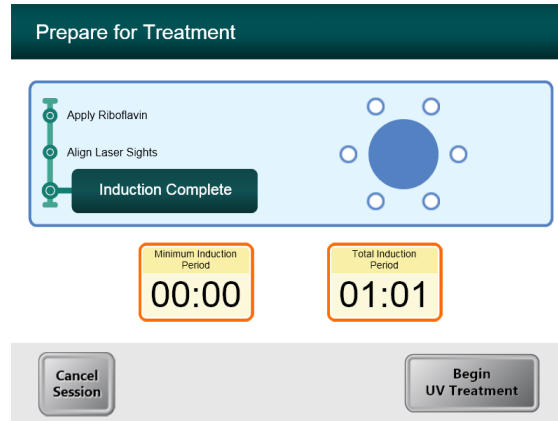 Prepare for Treatment
Apply Riboflavin
Align Laser Sights
Induction Complete
Minimum Induction
Period
00:00
Total Induction
Period
01:01
Cancel
Session
Begin
UV Treatment